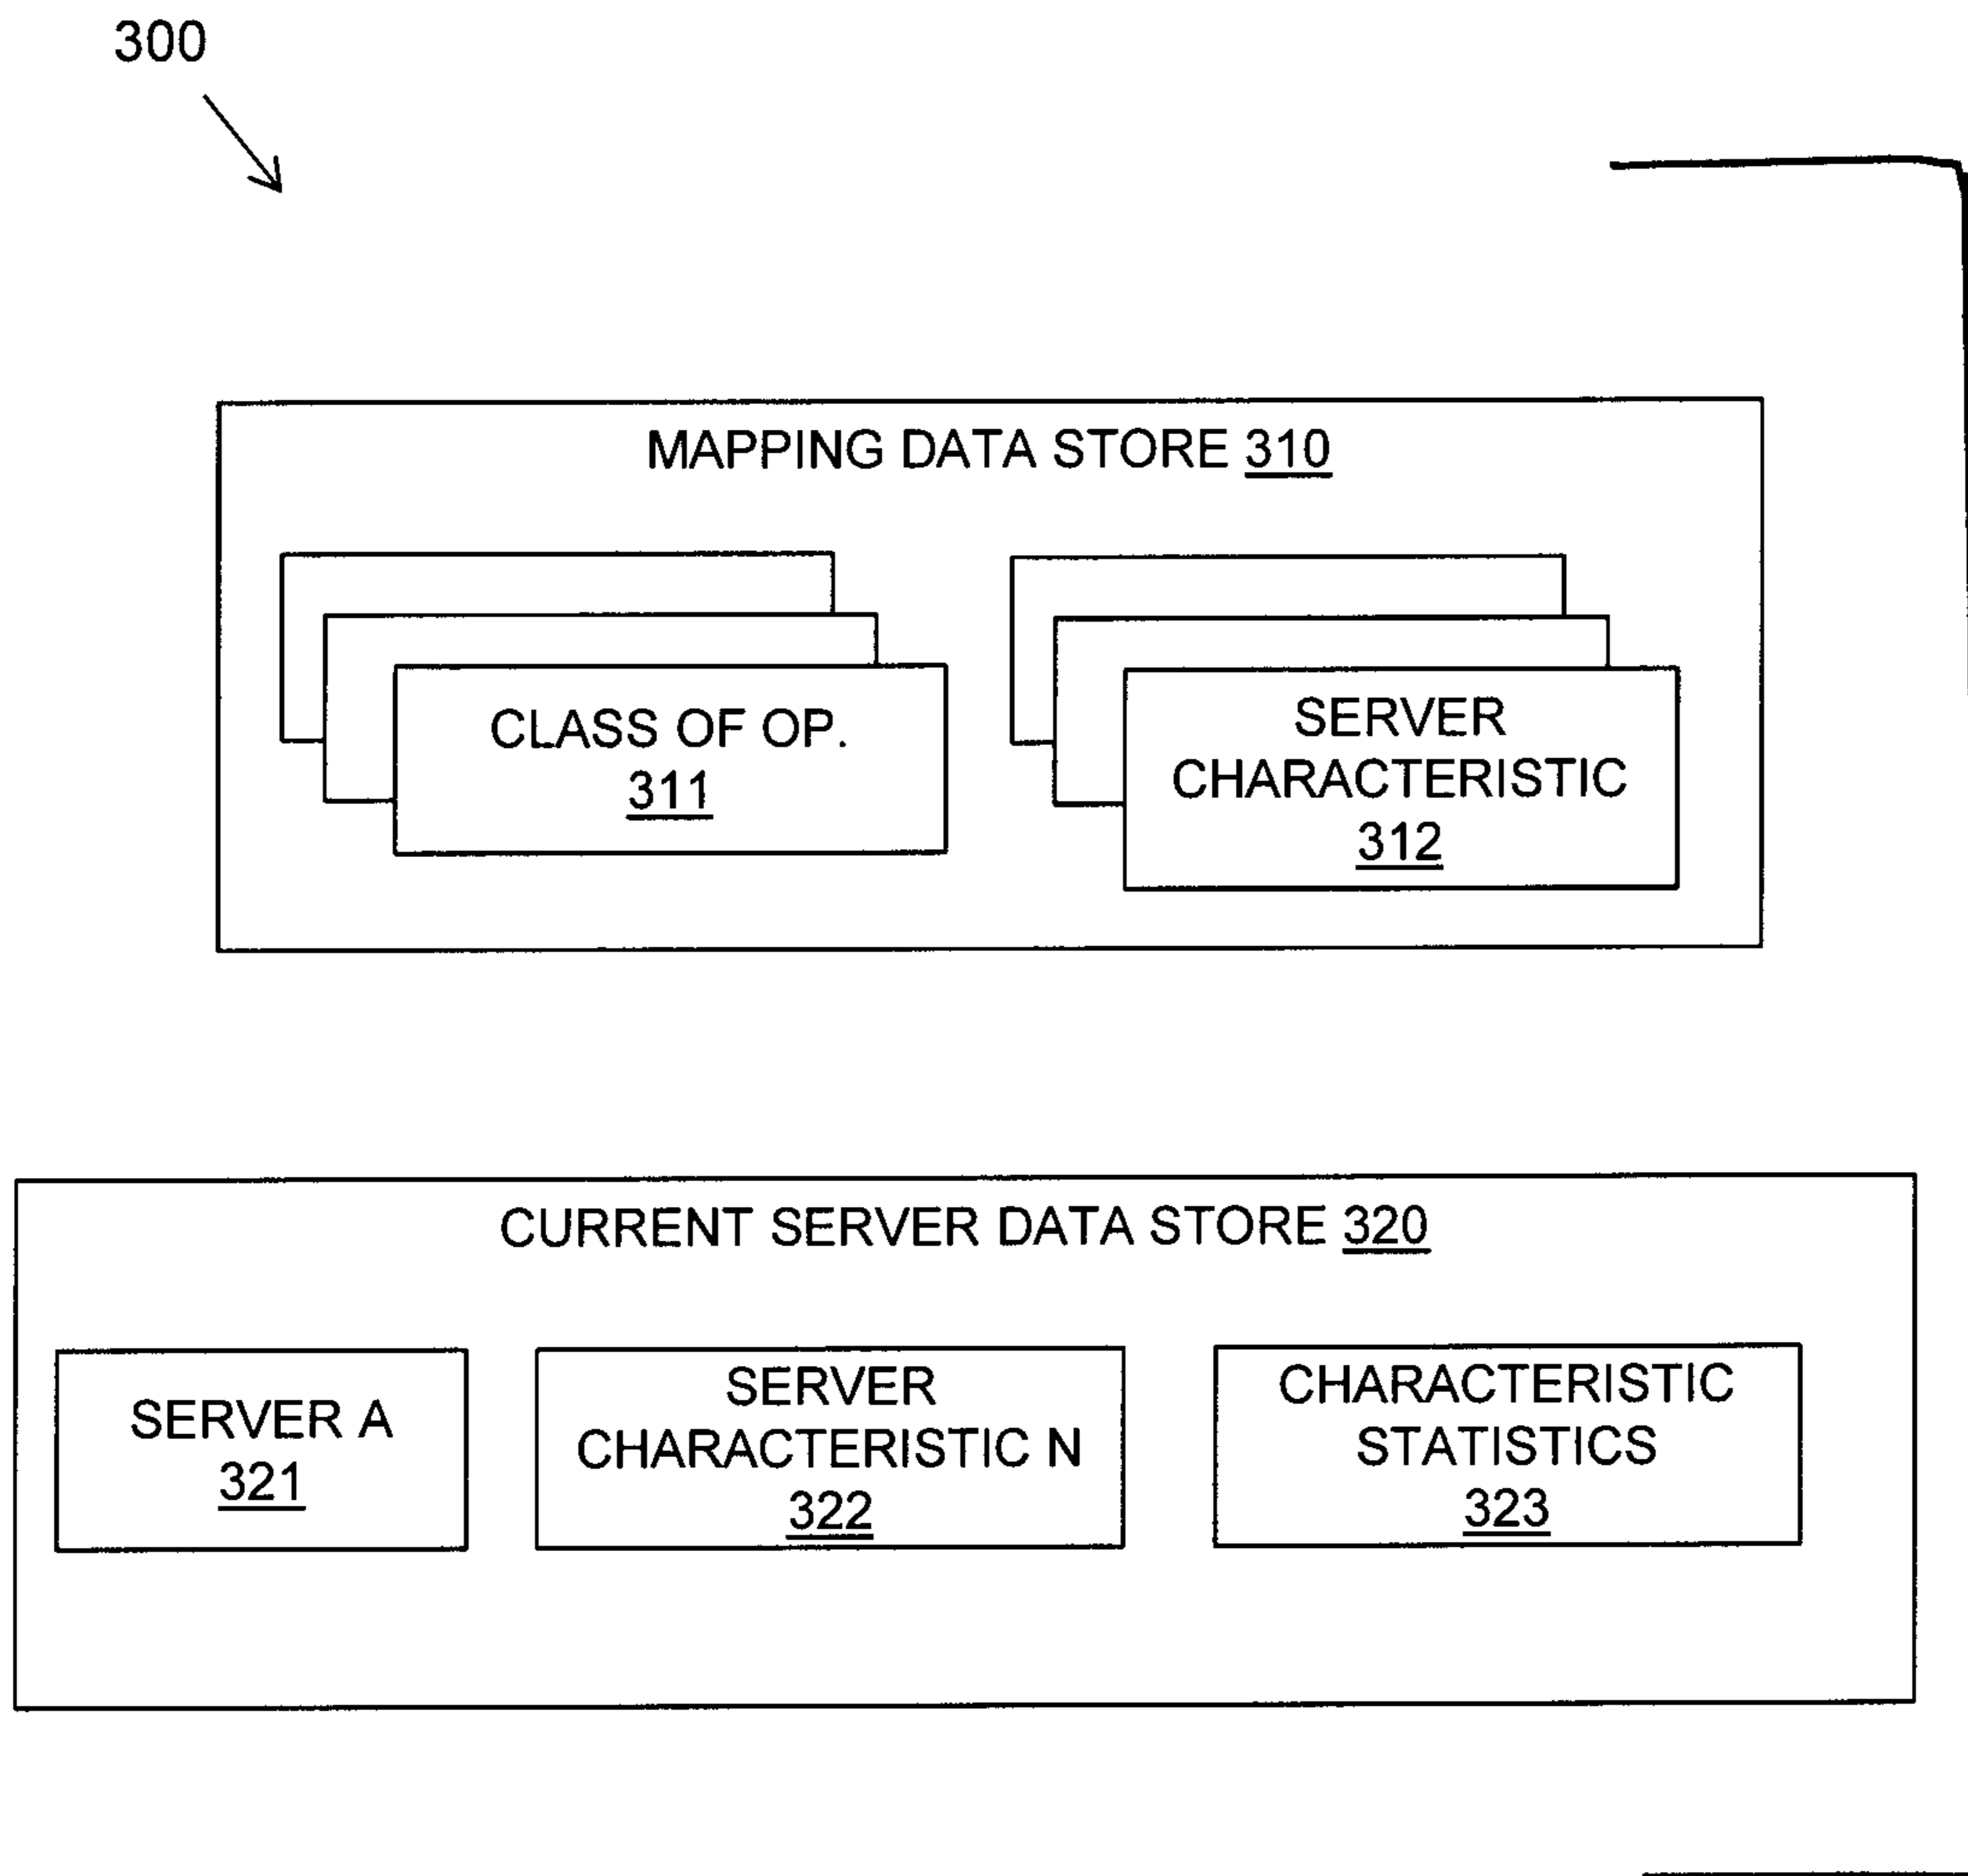 300
MAPPING DATA STORE 310
CLASS OF OP.
311
SERVER
CHARACTERISTIC
312
CURRENT SERVER DATA STORE 320
SERVER A
321
SERVER
CHARACTERISTIC N
322
CHARACTERISTIC
STATISTICS
323